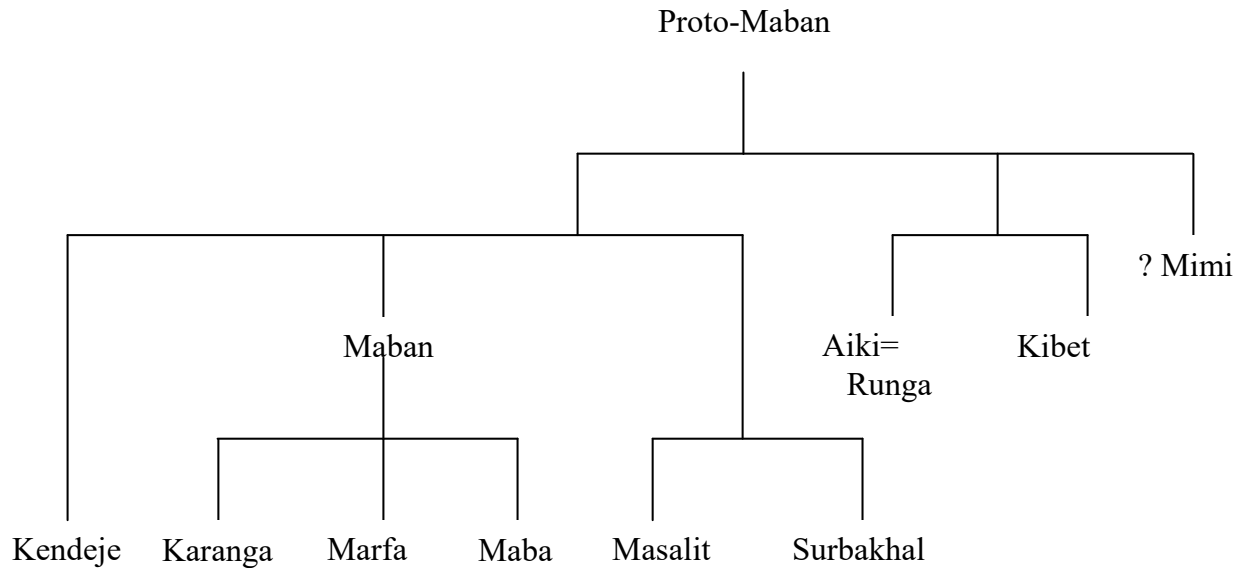 Proto-Maban
? Mimi
Maban
Aiki=
Runga
Kibet
Kendeje
Karanga
Marfa
Maba
Masalit
Surbakhal